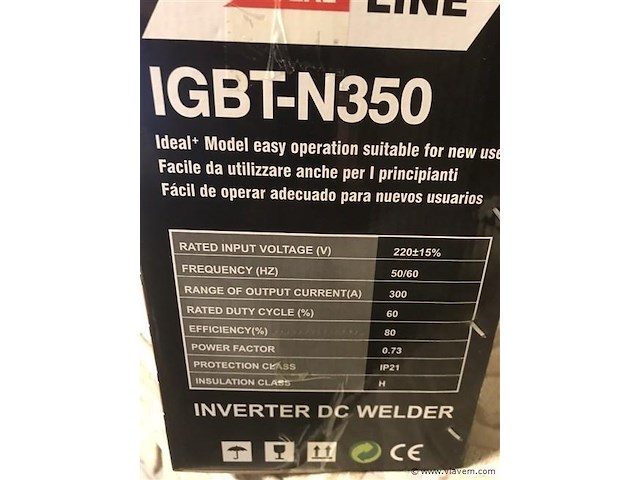 LINE
IGBT-N350
Ideal+ Model easy operation suitable for new use
Facile da utilizzare anche per I principianti
Fácil de operar adecuado para nuevos usuarios
RATED INPUT VOLTAGE (V) 220±15%
FREQUENCY (HZ) 50/60
RANGE OF OUTPUT CURRENT(A) 300
RATED DUTY CYCLE (%) 60
EFFICIENCY(%) 80
POWER FACTOR 0.73
PROTECTION CLASS IP21
INSULATION CLASS H
INVERTER DC WELDER
CE
© www.viavem.com